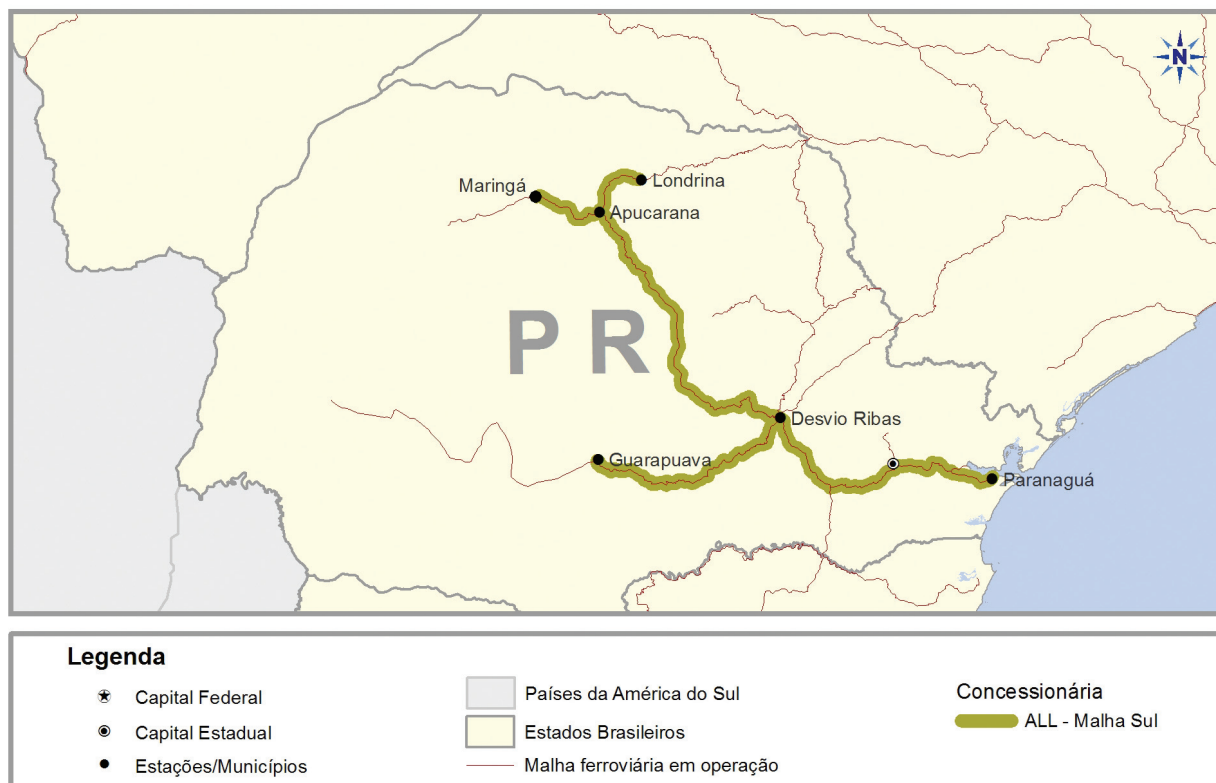 N
Maringá
Londrina
Apucarana
P R
Desvio Ribas
Guarapuava
Paranaguá
Legenda
Capital Federal
Capital Estadual
Estações/Municípios
Países da América do Sul
Estados Brasileiros
Malha ferroviária em operação
Concessionária
ALL - Malha Sul